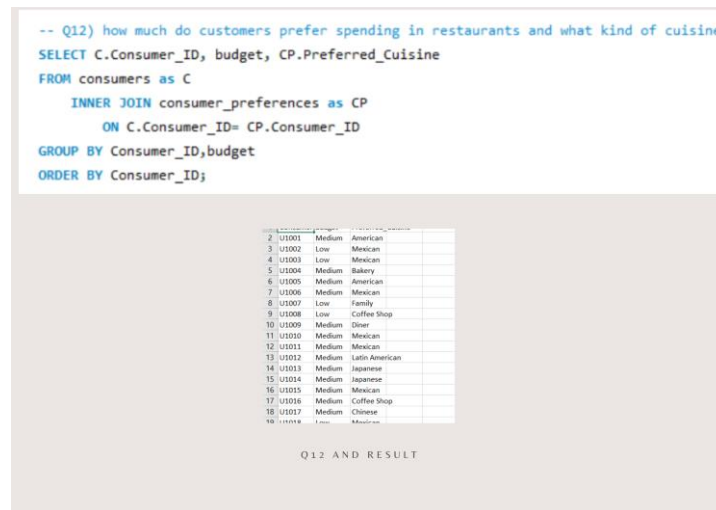 -- Q12) how much do customers prefer spending in restaurants and what kind of cuisine
SELECT C.Consumer_ID, budget, CP.Preferred_Cuisine
FROM consumers as C
INNER JOIN consumer_preferences as CP
ON C.Consumer_ID= CP.Consumer_ID
GROUP BY Consumer_ID,budget
ORDER BY Consumer_ID;
2 U1001 Medium American
3 U1002 Low Mexican
4 U1003 Low Mexican
5 U1004 Medium Bakery
6 U1005 Medium American
7 U1006 Medium Mexican
8 U1007 Low Family
9 U1008 Low Coffee Shop
10 U1009 Medium Diner
11 U1010 Medium Mexican
12 U1011 Medium Mexican
13 U1012 Medium Latin American
14 U1013 Medium Japanese
15 U1014 Medium Japanese
16 U1015 Medium Mexican
17 U1016 Medium Coffee Shop
18 U1017 Medium Chinese
19 U1018 Low Mexican
Q12 AND RESULT